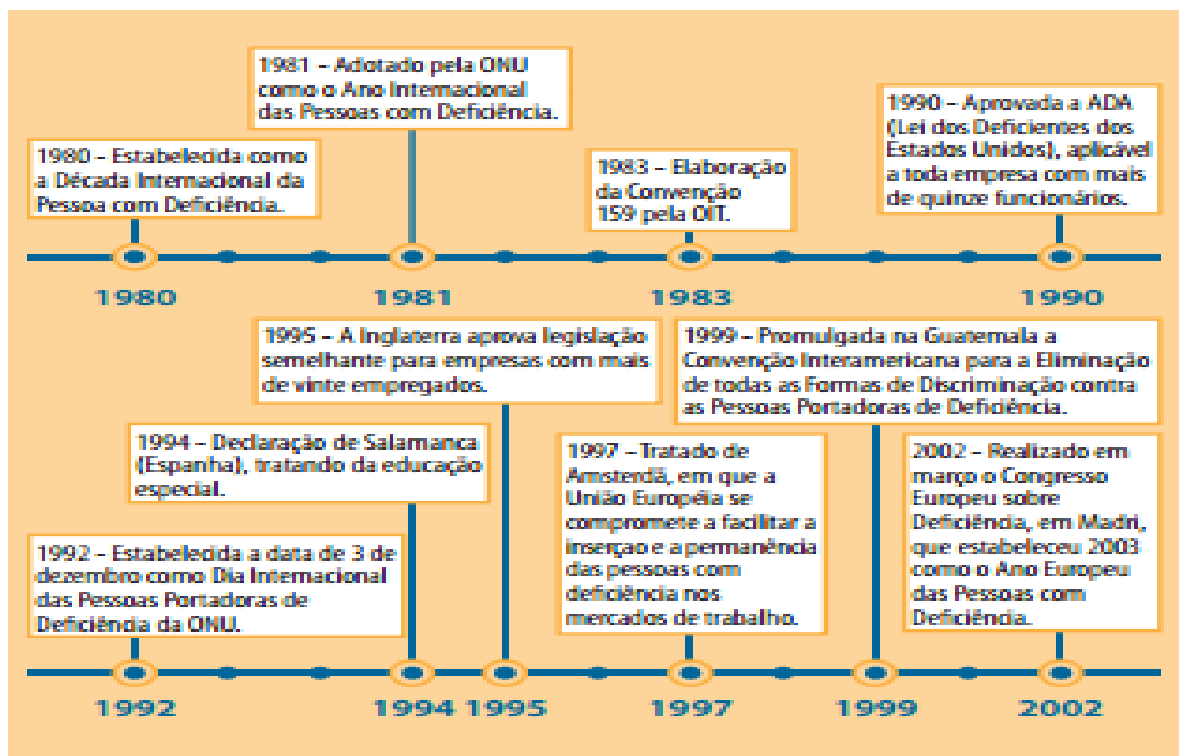 1980 – Estabelecida como
a Década Internacional da
Pessoa com Deficiência.
1981 – Adotado pela ONU
como o Ano Internacional
das Pessoas com Deficiência.
1983 – Elaboração
da Convenção
159 pela OIT.
1990 – Aprovada a ADA
(Lei dos Deficientes dos
Estados Unidos), aplicável
a toda empresa com mais
de quinze funcionários.
1980
1981
1983
1990
1992 – Estabelecida a data de 3 de
dezembro como Dia Internacional
das Pessoas Portadoras de
Deficiência da ONU.
1994 – Declaração de Salamanca
(Espanha), tratando da educação
especial.
1995 – A Inglaterra aprova legislação
semelhante para empresas com mais
de vinte empregados.
1997 – Tratado de
Amsterdã, em que a
União Européia se
compromete a facilitar a
inserção e a permanência
das pessoas com
deficiência nos
mercados de trabalho.
1999 – Promulgada na Guatemala a
Convenção Interamericana para a Eliminação
de todas as Formas de Discriminação contra
as Pessoas Portadoras de Deficiência.
2002 – Realizado em
março o Congresso
Europeu sobre
Deficiência, em Madri,
que estabeleceu 2003
como o Ano Europeu
das Pessoas com
Deficiência.
1992
1994
1995
1997
1999
2002